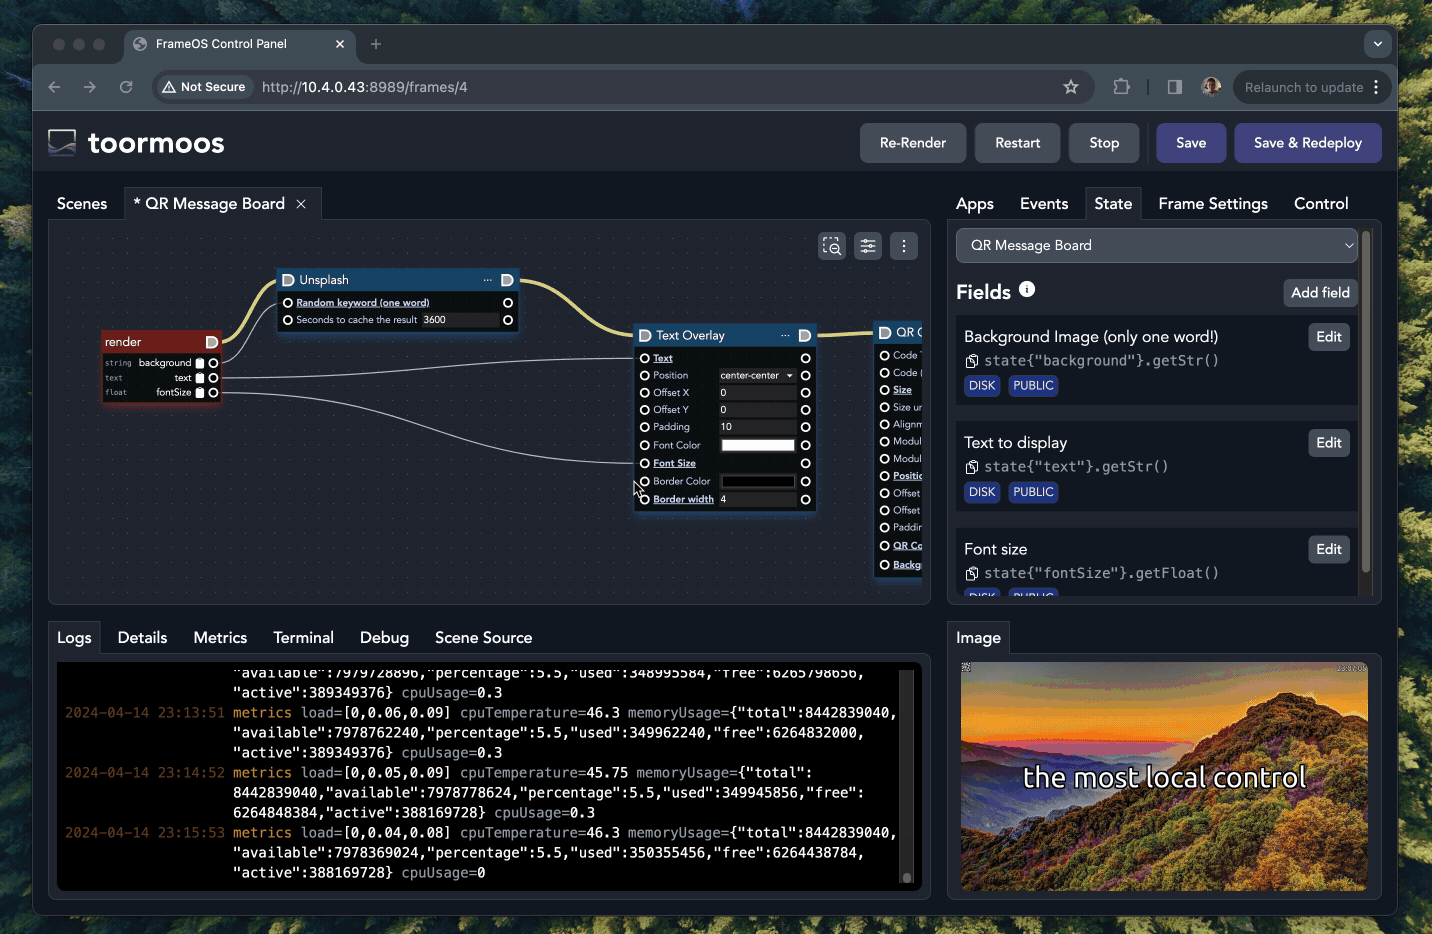 FrameOS Control Panel
Not Secure
http://10.4.0.43:8989/frames/4
Relaunch to update
toormoos
Re-Render
Restart
Stop
Save
Save & Redeploy
Scenes
* QR Message Board
Unsplash
Random keyword (one word)
Seconds to cache the result 3600
render
string background
text text
float fontSize
Text Overlay
Text
Position center-center
Offset X 0
Offset Y 0
Padding 10
Font Color
Font Size
Border Color
Border width 4
QR
Code
Code (
Size
Size
Alignm
Modul
Modul
Positio
Offset
Offset
Paddin
QR Co
Backg
Apps
Events
State
Frame Settings
Control
QR Message Board
Fields
Add field
Background Image (only one word!)
Edit
state{"background"}.getStr()
DISK PUBLIC
Text to display
Edit
state{"text"}.getStr()
DISK PUBLIC
Font size
Edit
state{"fontSize"}.getFloat()
DISK PUBLIC
Logs
Details
Metrics
Terminal
Debug
Scene Source
"available":7979728896,"percentage":5.5,"used":348995584,"free":6265798656,
"active":389349376} cpuUsage=0.3
2024-04-14 23:13:51 metrics load=[0,0.06,0.09] cpuTemperature=46.3 memoryUsage={"total":8442839040,
"available":7978762240,"percentage":5.5,"used":349962240,"free":6264832000,
"active":389349376} cpuUsage=0.3
2024-04-14 23:14:52 metrics load=[0,0.05,0.09] cpuTemperature=45.75 memoryUsage={"total":
8442839040,"available":7978778624,"percentage":5.5,"used":349945856,"free":
6264848384,"active":388169728} cpuUsage=0.3
2024-04-14 23:15:53 metrics load=[0,0.04,0.08] cpuTemperature=46.3 memoryUsage={"total":8442839040,
"available":7978369024,"percentage":5.5,"used":350355456,"free":6264438784,
"active":388169728} cpuUsage=0
Image
the most local control